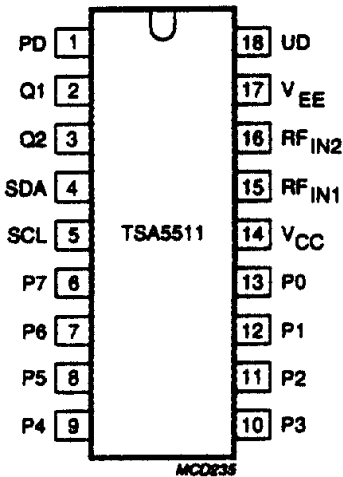 PD 1 18 UD
Q1 2 17 VEE
Q2 3 16 RFIN2
SDA 4 15 RFIN1
SCL 5 TSA5511 14 VCC
P7 6 13 P0
P6 7 12 P1
P5 8 11 P2
P4 9 10 P3
MCD235